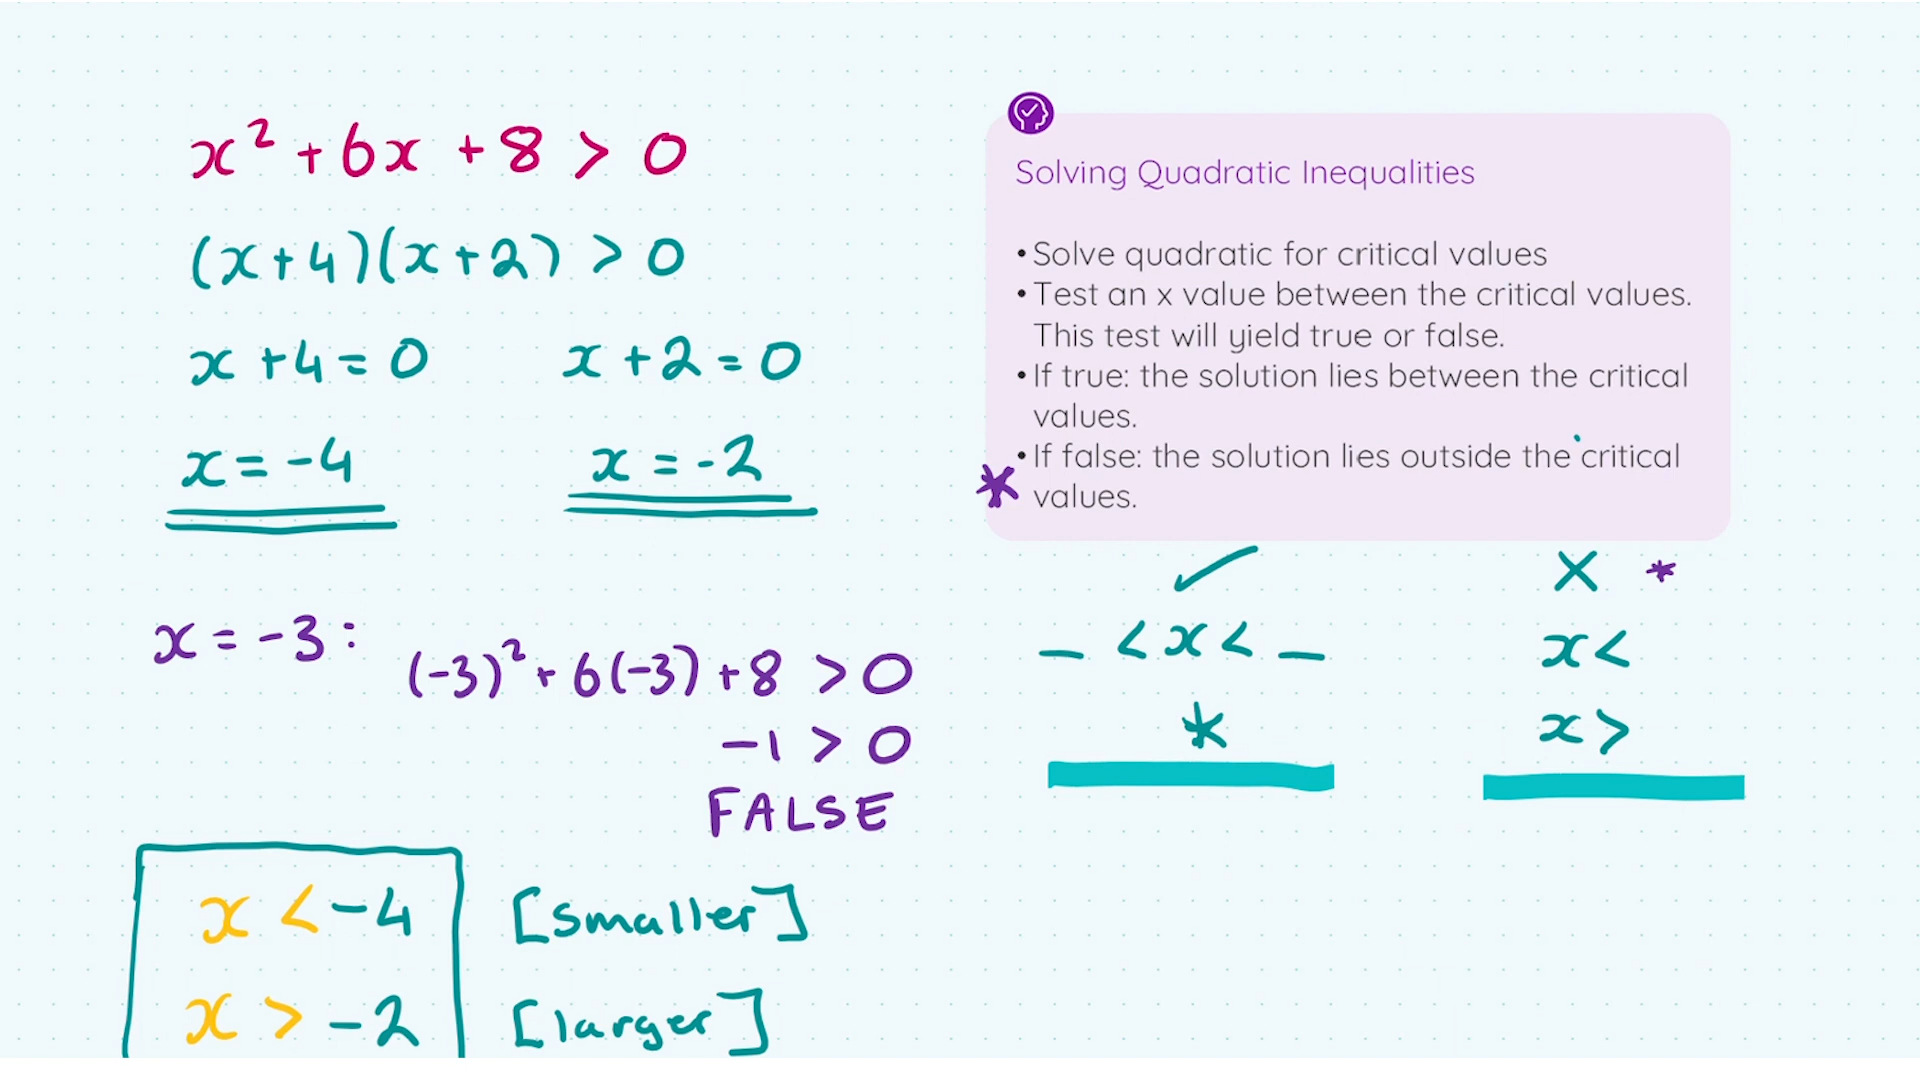 x² + 6x + 8 > 0
(x+4)(x+2) > 0
x + 4 = 0 x + 2 = 0
x = -4 x = -2
x = -3: (-3)² + 6(-3) + 8 > 0
-1 > 0
FALSE
x < -4 [smaller]
x > -2 [larger]
Solving Quadratic Inequalities
• Solve quadratic for critical values
• Test an x value between the critical values.
This test will yield true or false.
• If true: the solution lies between the critical
values.
• If false: the solution lies outside the critical
* values.
✓ × *
_ < x < _ x <
* x >